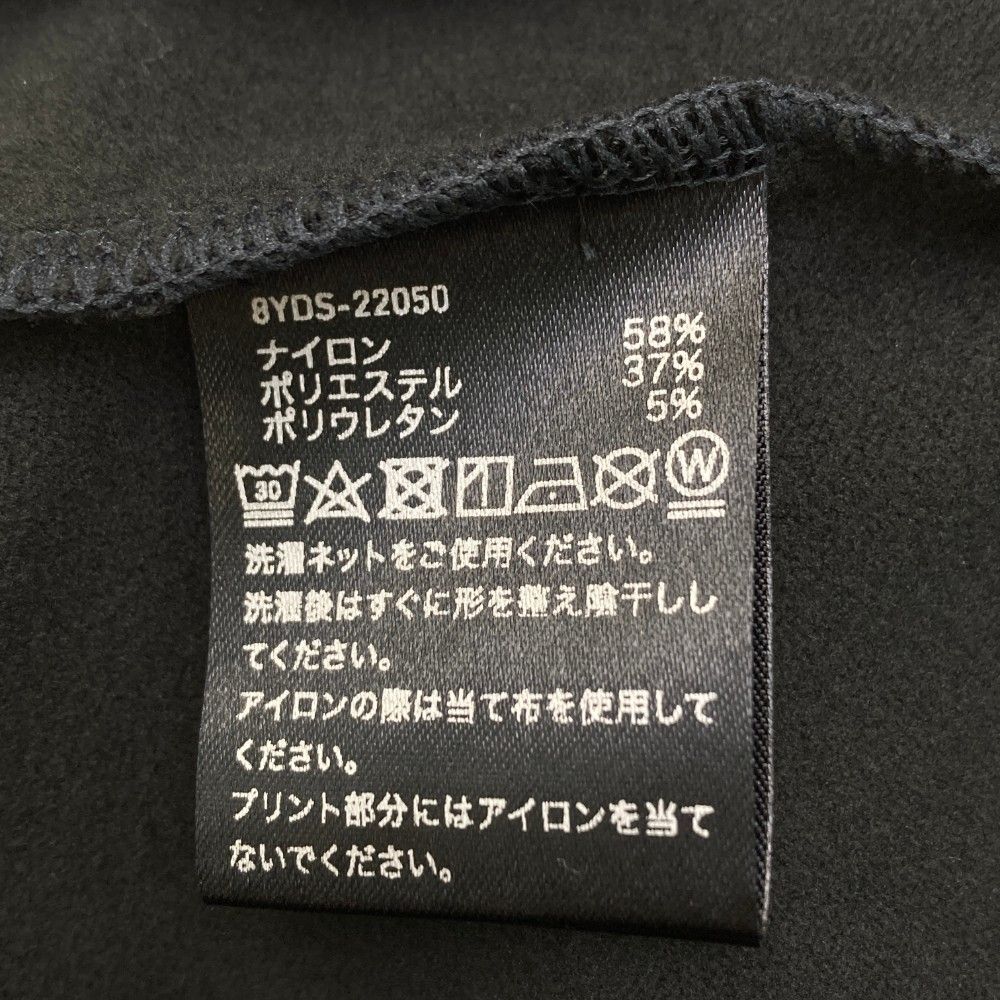 8YDS-22050
ナイロン 58%
ポリエステル 37%
ポリウレタン 5%
30 W
洗濯ネットをご使用ください。
洗濯後はすぐに形を整え陰干しし
てください。
アイロンの際は当て布を使用して
ください。
プリント部分にはアイロンを当て
ないでください。